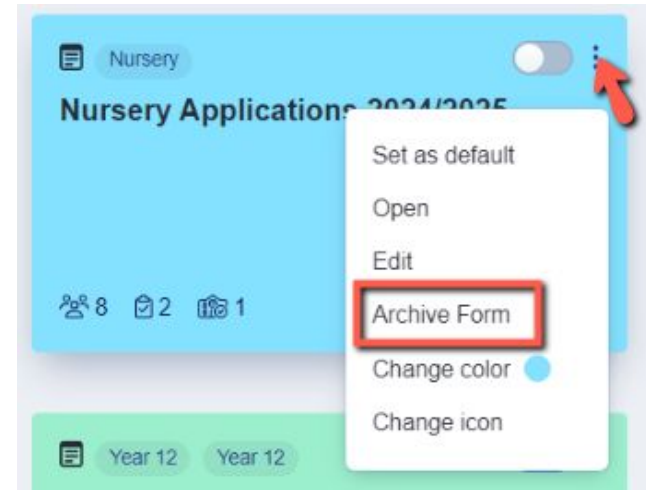 Nursery
Nursery Applications 2024/2025
Set as default
Open
Edit
8 2 1
Archive Form
Change color
Change icon
Year 12 Year 12